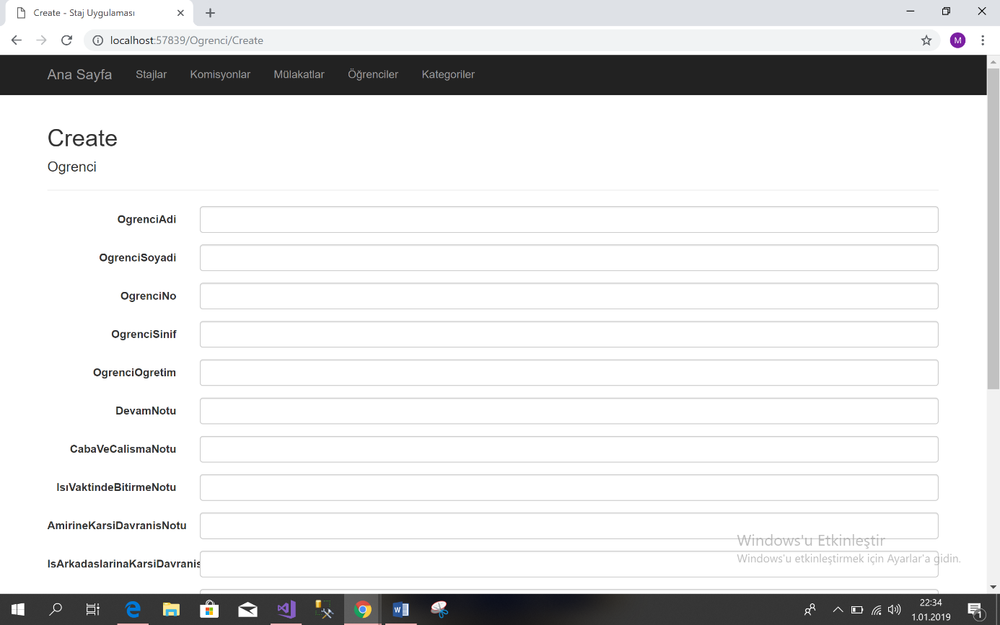 Create - Staj Uygulaması
localhost:57839/Ogrenci/Create
M
Ana Sayfa Stajlar Komisyonlar Mülakatlar Öğrenciler Kategoriler
Create
Ogrenci
OgrenciAdi
OgrenciSoyadi
OgrenciNo
OgrenciSinif
OgrenciOgretim
DevamNotu
CabaVeCalismaNotu
IsıVaktindeBitirmeNotu
AmirineKarsiDavranisNotu
IsArkadaslarinaKarsiDavranis
Windows'u Etkinleştir
Windows'u etkinleştirmek için Ayarlar'a gidin.
22:34
1.01.2019
1